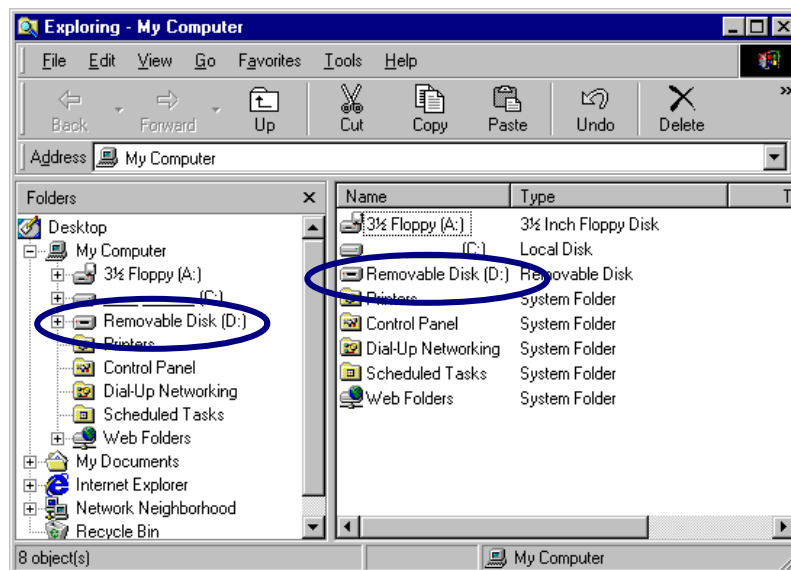 Exploring - My Computer
File Edit View Go Favorites Tools Help
Back Forward Up Cut Copy Paste Undo Delete »
Address My Computer
Folders ×
Desktop
My Computer
3½ Floppy (A:)
(C:)
Removable Disk (D:)
Printers
Control Panel
Dial-Up Networking
Scheduled Tasks
Web Folders
My Documents
Internet Explorer
Network Neighborhood
Recycle Bin
Name Type T
3½ Floppy (A:) 3½ Inch Floppy Disk
(C:) Local Disk
Removable Disk (D:) Removable Disk
Printers System Folder
Control Panel System Folder
Dial-Up Networking System Folder
Scheduled Tasks System Folder
Web Folders System Folder
8 object(s) My Computer